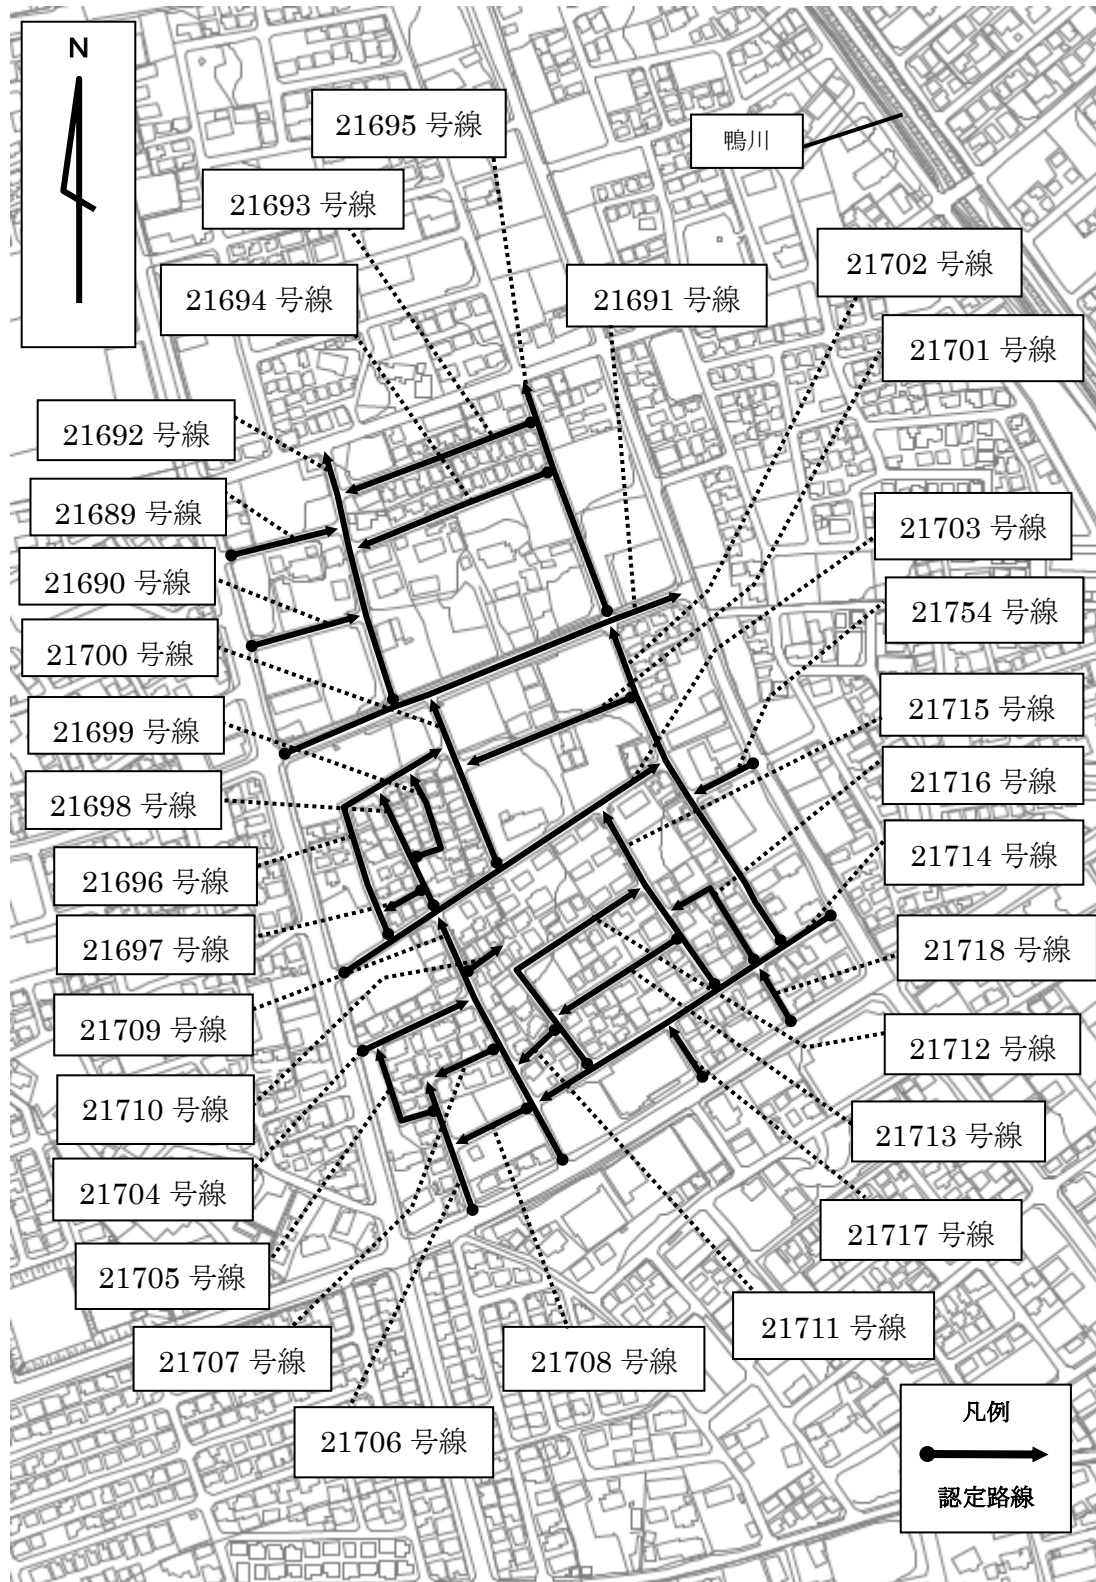 N
21695 号線
鴨川
21693 号線
21702 号線
21694 号線
21691 号線
21701 号線
21692 号線
21689 号線
21703 号線
21690 号線
21754 号線
21700 号線
21715 号線
21699 号線
21716 号線
21698 号線
21714 号線
21696 号線
21697 号線
21718 号線
21709 号線
21712 号線
21710 号線
21713 号線
21704 号線
21717 号線
21705 号線
21711 号線
21707 号線
21708 号線
21706 号線
凡例
認定路線